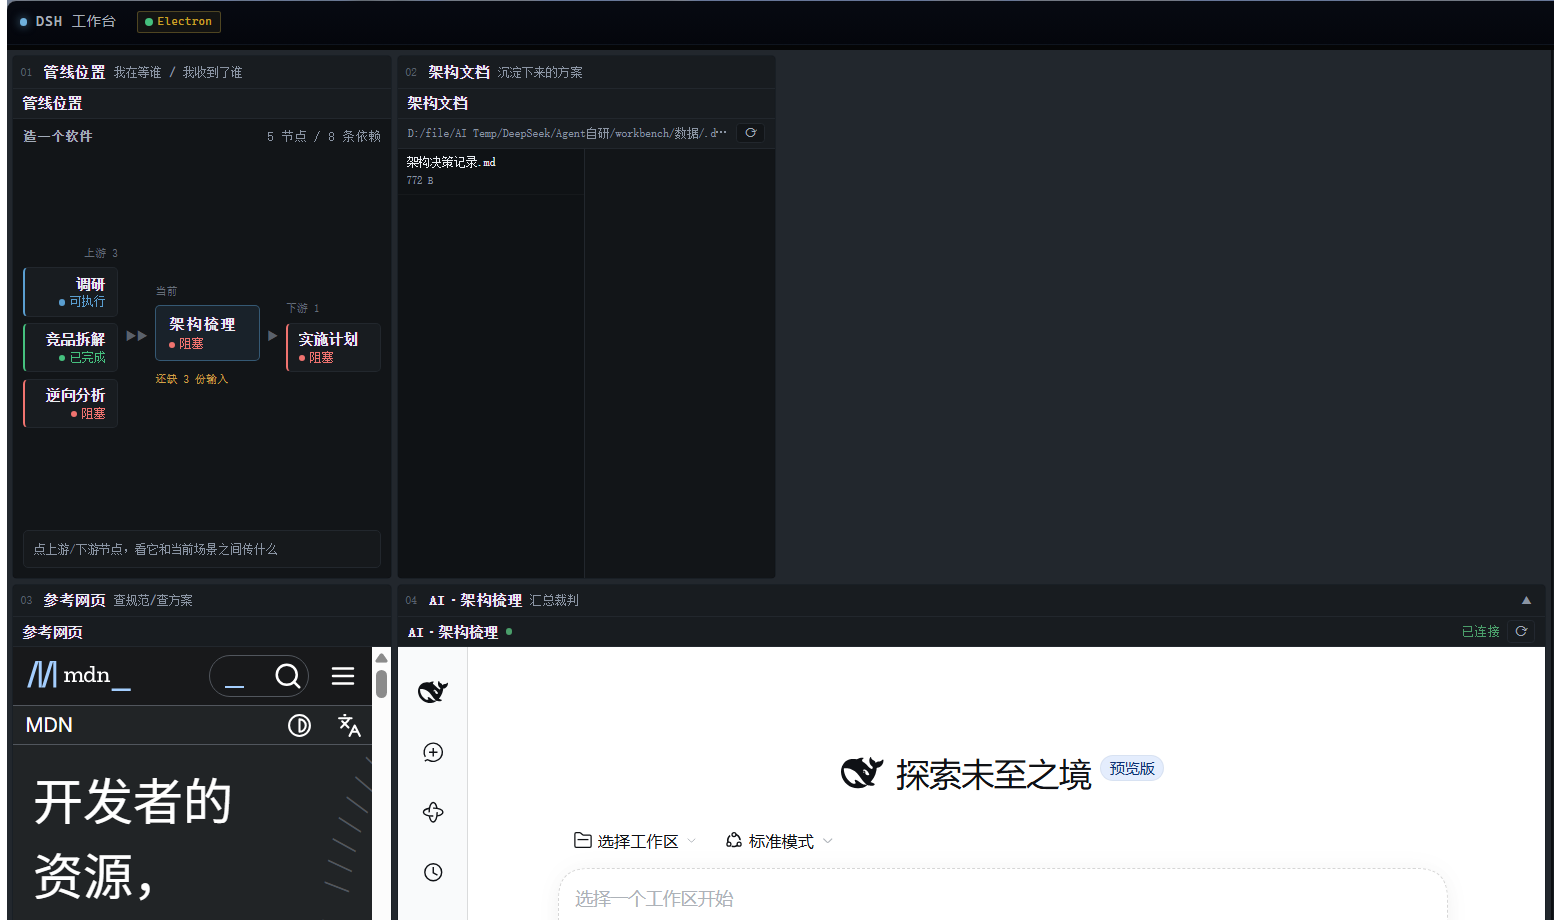 DSH 工作台 Electron
01 管线位置 我在等谁 / 我收到了谁
管线位置
造一个软件 5 节点 / 8 条依赖
上游 3
调研
可执行
竞品拆解
已完成
逆向分析
阻塞
当前
架构梳理
阻塞
还缺 3 份输入
下游 1
实施计划
阻塞
点上游/下游节点，看它和当前场景之间传什么
02 架构文档 沉淀下来的方案
架构文档
D:/file/AI Temp/DeepSeek/Agent自研/workbench/数据/.d…
架构决策记录.md
772 B
03 参考网页 查规范/查方案
参考网页
mdn_
MDN
开发者的
资源，
04 AI · 架构梳理 汇总裁判
AI · 架构梳理 已连接
探索未至之境 预览版
选择工作区 标准模式
选择一个工作区开始